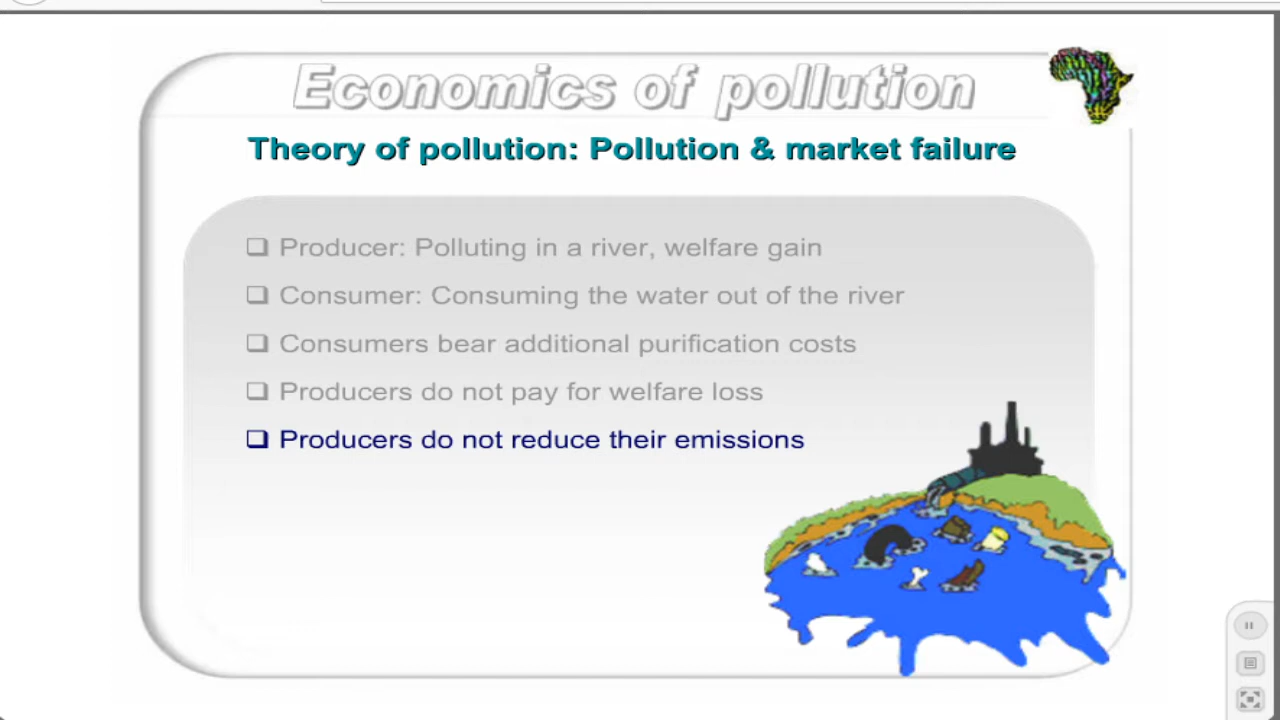 Economics of pollution
Theory of pollution: Pollution & market failure
❑ Producer: Polluting in a river, welfare gain
❑ Consumer: Consuming the water out of the river
❑ Consumers bear additional purification costs
❑ Producers do not pay for welfare loss
❑ Producers do not reduce their emissions